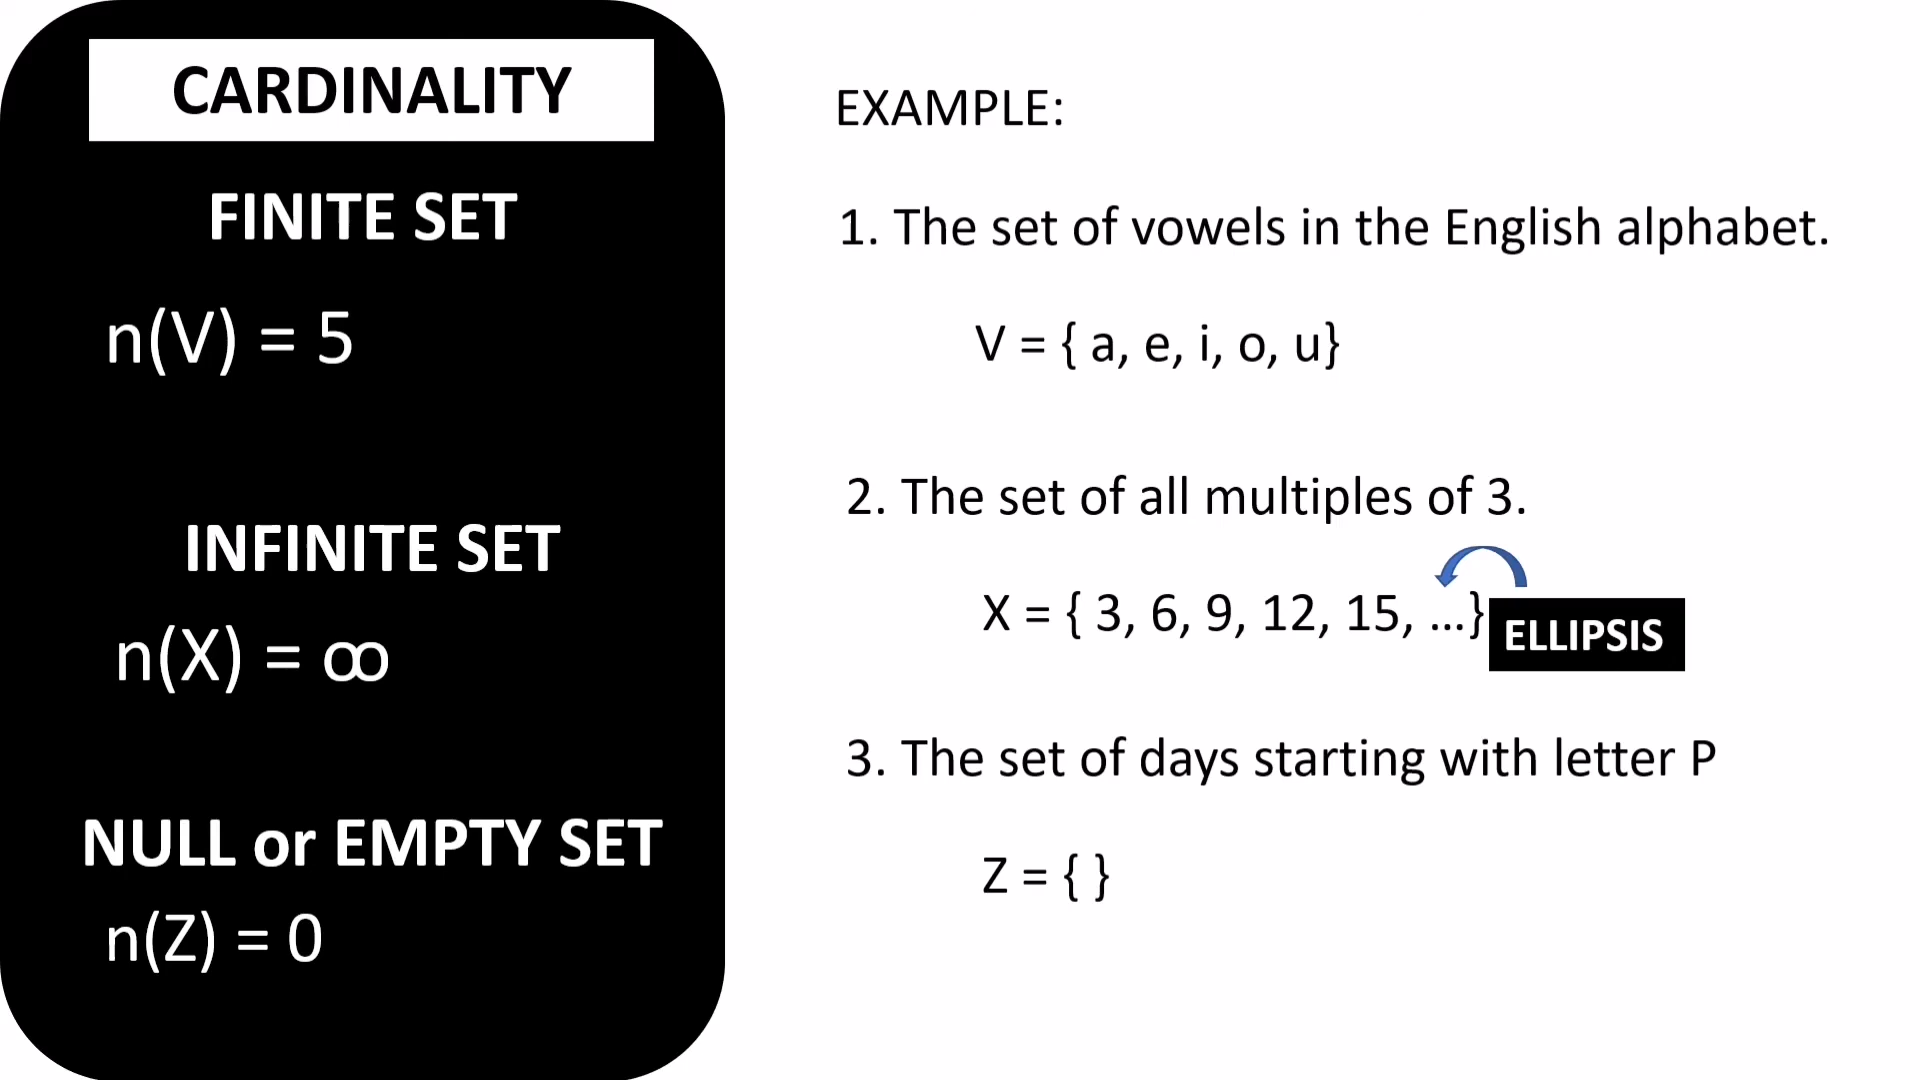 CARDINALITY
FINITE SET
n(V) = 5
INFINITE SET
n(X) = ∞
NULL or EMPTY SET
n(Z) = 0
EXAMPLE:
1. The set of vowels in the English alphabet.
V = { a, e, i, o, u}
2. The set of all multiples of 3.
X = { 3, 6, 9, 12, 15, ...}
ELLIPSIS
3. The set of days starting with letter P
Z = { }